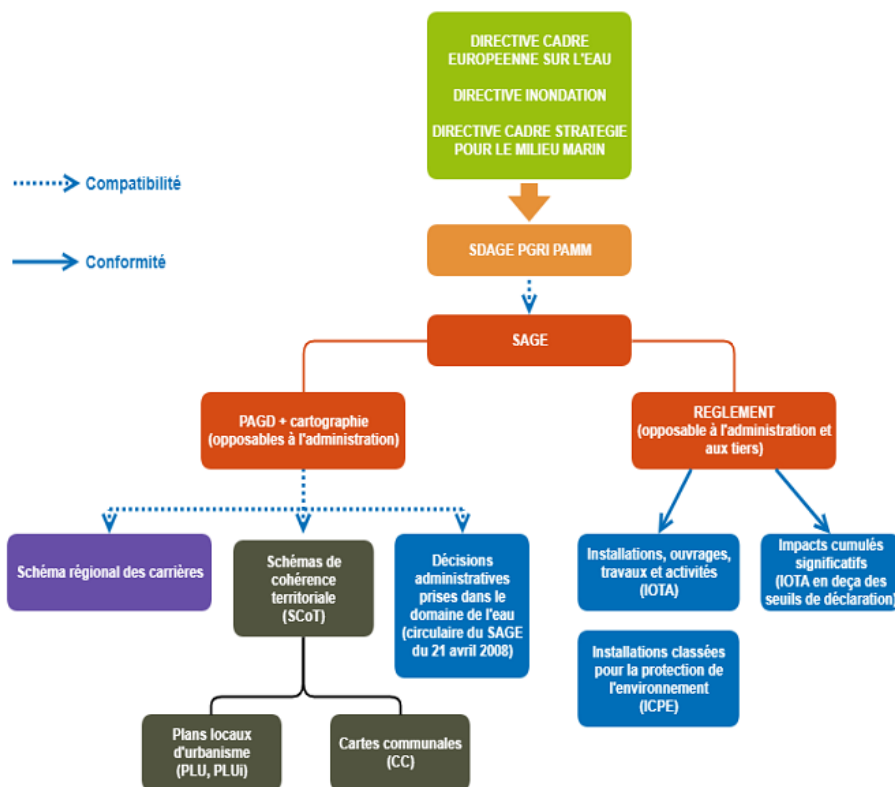 DIRECTIVE CADRE
EUROPEENNE SUR L'EAU
DIRECTIVE INONDATION
DIRECTIVE CADRE STRATEGIE
POUR LE MILIEU MARIN
Compatibilité
Conformité
SDAGE PGRI PAMM
SAGE
PAGD + cartographie
(opposables à l'administration)
REGLEMENT
(opposable à l'administration et
aux tiers)
Schéma régional des carrières
Schémas de
cohérence
territoriale
(SCoT)
Décisions
administratives
prises dans le
domaine de l'eau
(circulaire du SAGE
du 21 avril 2008)
Installations, ouvrages,
travaux et activités
(IOTA)
Impacts cumulés
significatifs
(IOTA en deça des
seuils de déclaration)
Installations classées
pour la protection de
l'environnement
(ICPE)
Plans locaux
d'urbanisme
(PLU, PLUi)
Cartes communales
(CC)